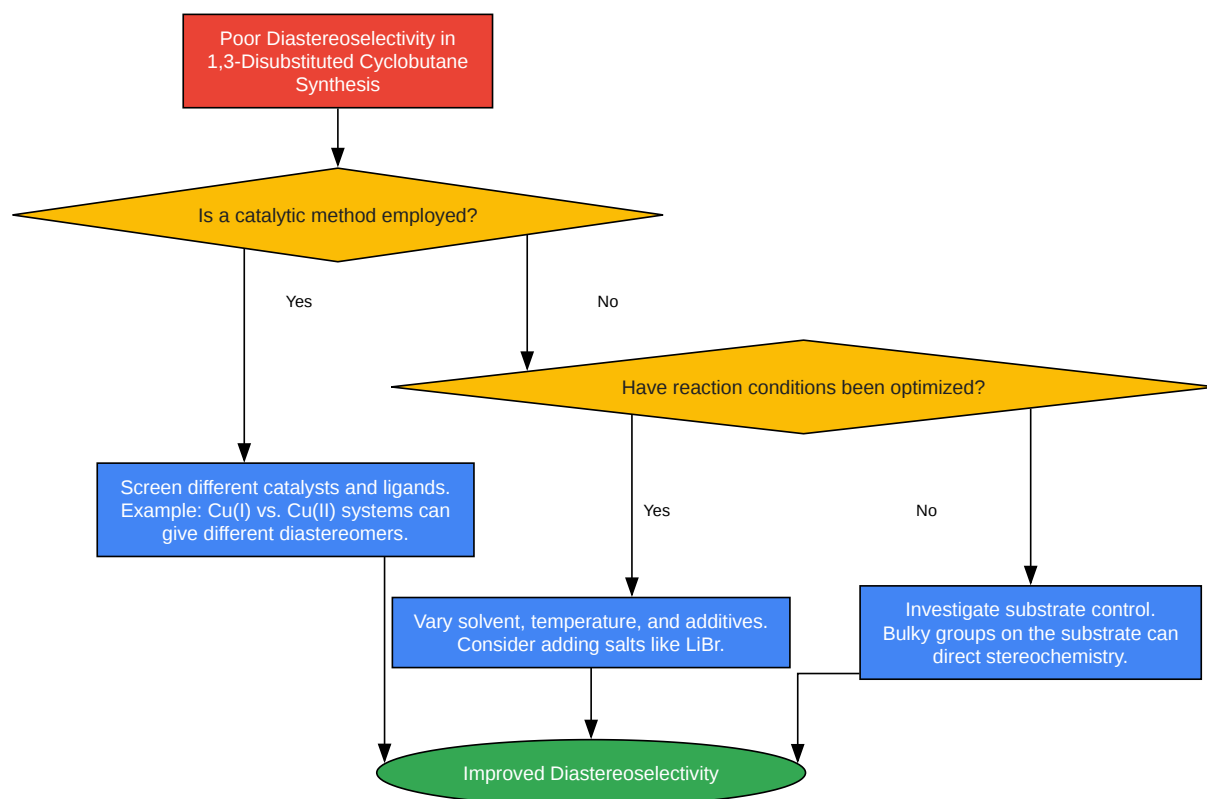 Poor Diastereoselectivity in
1,3-Disubstituted Cyclobutane
Synthesis
Is a catalytic method employed?
Yes
No
Have reaction conditions been optimized?
Screen different catalysts and ligands.
Example: Cu(I) vs. Cu(II) systems can
give different diastereomers.
Yes
No
Vary solvent, temperature, and additives.
Consider adding salts like LiBr.
Investigate substrate control.
Bulky groups on the substrate can
direct stereochemistry.
Improved Diastereoselectivity